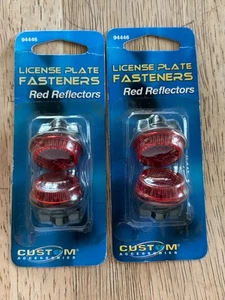 94446
LICENSE PLATE
FASTENERS
Red Reflectors
CUSTOM
ACCESSORIES
94446
LICENSE PLATE
FASTENERS
Red Reflectors
CUSTOM
ACCESSORIES